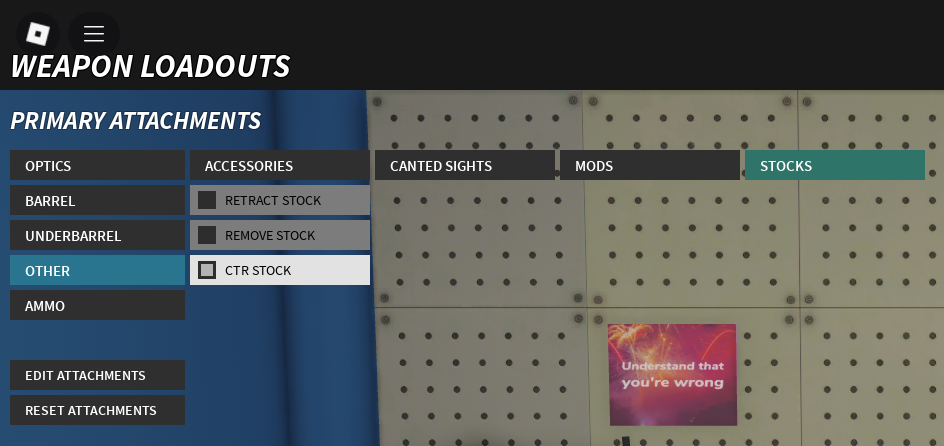 WEAPON LOADOUTS
PRIMARY ATTACHMENTS
OPTICS
ACCESSORIES
CANTED SIGHTS
MODS
STOCKS
BARREL
RETRACT STOCK
UNDERBARREL
REMOVE STOCK
OTHER
CTR STOCK
AMMO
EDIT ATTACHMENTS
RESET ATTACHMENTS
Understand that
you're wrong